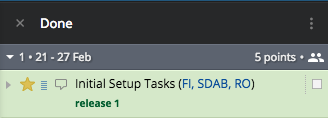 Done
1 • 21 - 27 Feb 5 points •
Initial Setup Tasks (FI, SDAB, RO)
release 1